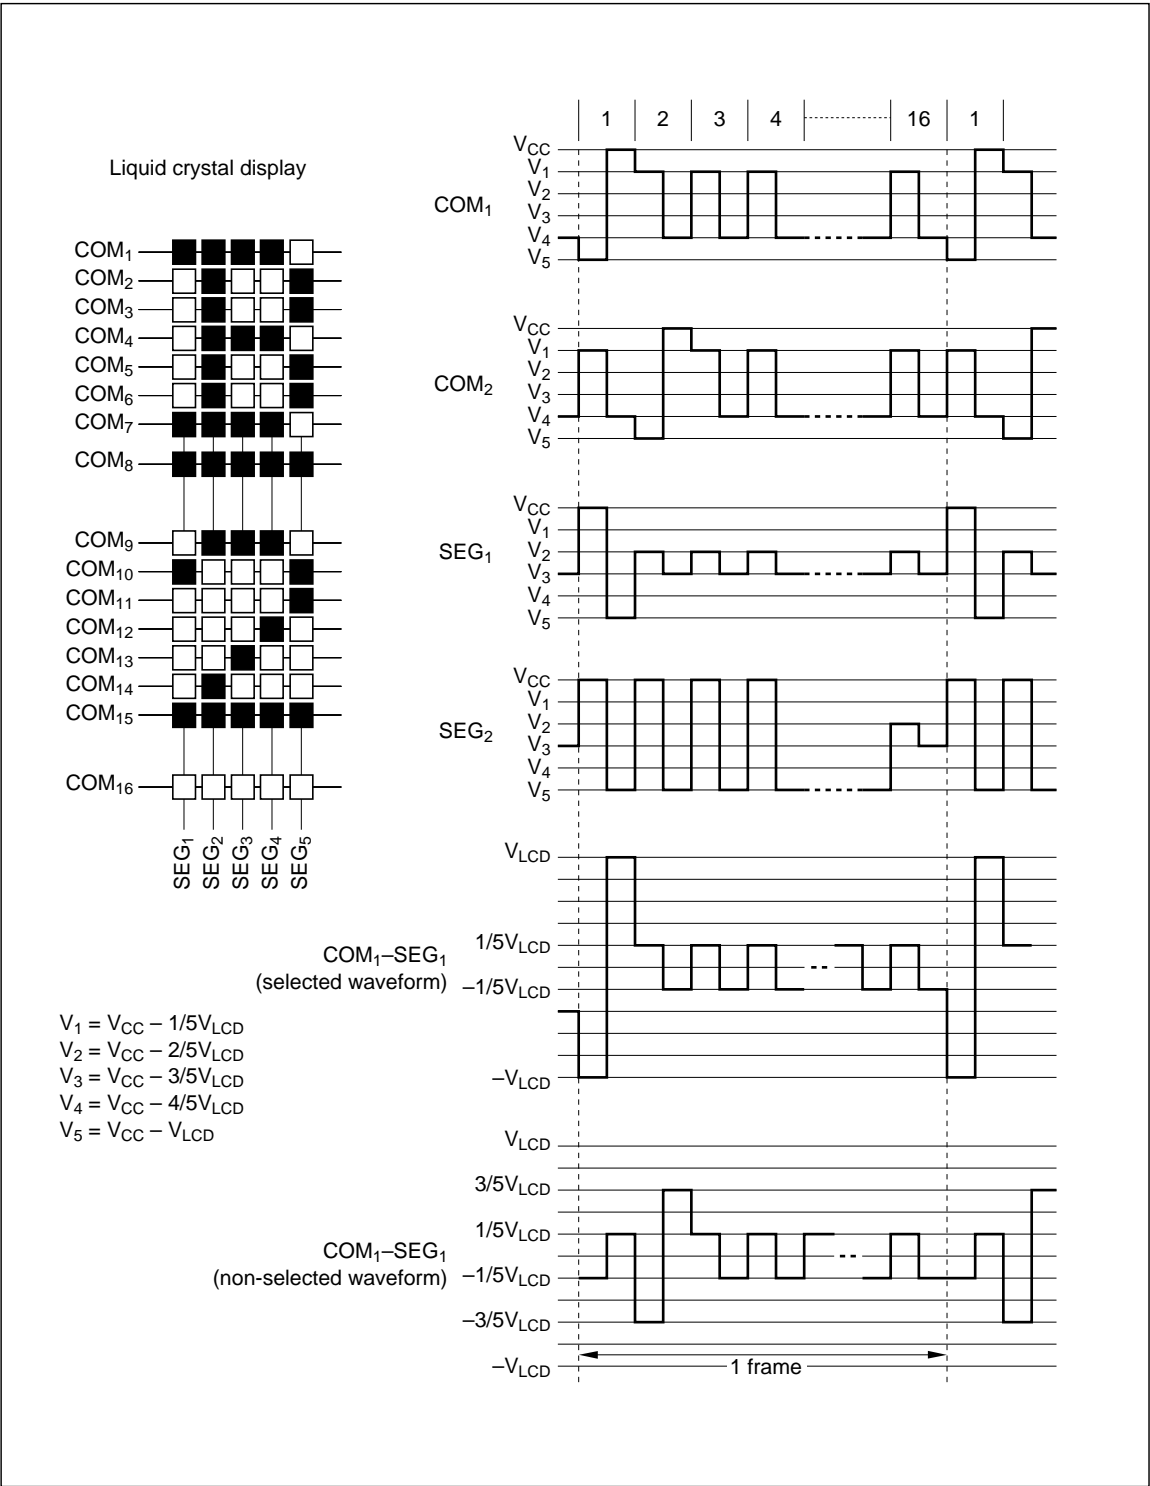 Liquid crystal display
COM1
COM2
COM3
COM4
COM5
COM6
COM7
COM8
COM9
COM10
COM11
COM12
COM13
COM14
COM15
COM16
SEG1
SEG2
SEG3
SEG4
SEG5
V1 = VCC – 1/5VLCD
V2 = VCC – 2/5VLCD
V3 = VCC – 3/5VLCD
V4 = VCC – 4/5VLCD
V5 = VCC – VLCD
1 2 3 4 16 1
COM1
VCC
V1
V2
V3
V4
V5
COM2
VCC
V1
V2
V3
V4
V5
SEG1
VCC
V1
V2
V3
V4
V5
SEG2
VCC
V1
V2
V3
V4
V5
COM1–SEG1
(selected waveform)
VLCD
1/5VLCD
–1/5VLCD
–VLCD
COM1–SEG1
(non-selected waveform)
VLCD
3/5VLCD
1/5VLCD
–1/5VLCD
–3/5VLCD
–VLCD
1 frame